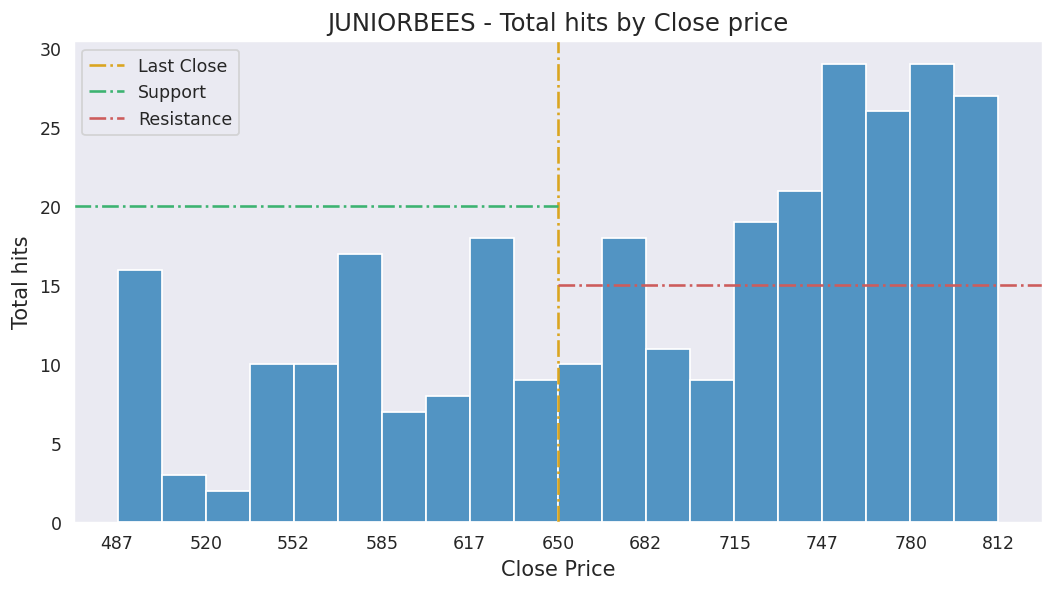 JUNIORBEES - Total hits by Close price
Last Close
Support
Resistance
30
25
20
15
10
5
0
Total hits
487 520 552 585 617 650 682 715 747 780 812
Close Price